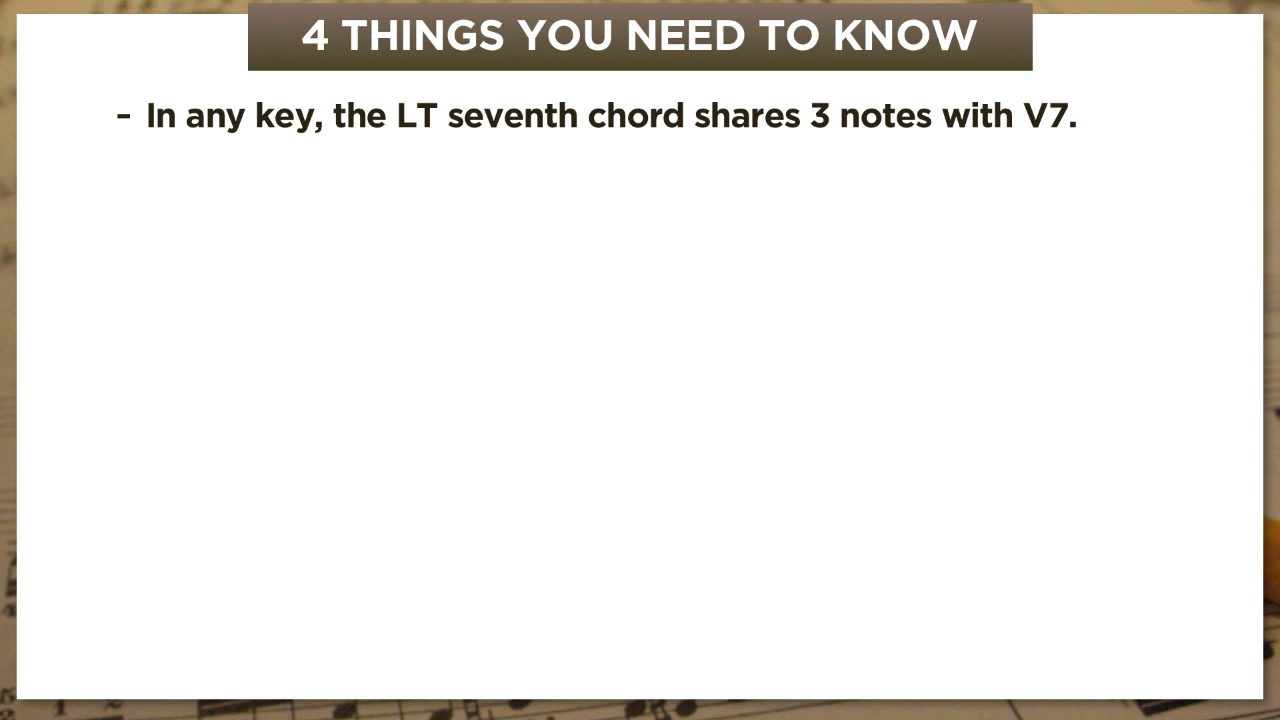 4 THINGS YOU NEED TO KNOW
- In any key, the LT seventh chord shares 3 notes with V7.